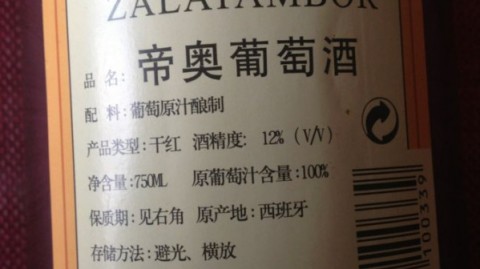 ZALAYAMBOR
品 名: 帝奥葡萄酒
配 料: 葡萄原汁酿制
产品类型: 干红 酒精度: 12% (V/V)
净含量: 750ML 原葡萄汁含量: 100%
保质期: 见右角 原产地: 西班牙
存储方法: 避光、横放
100339